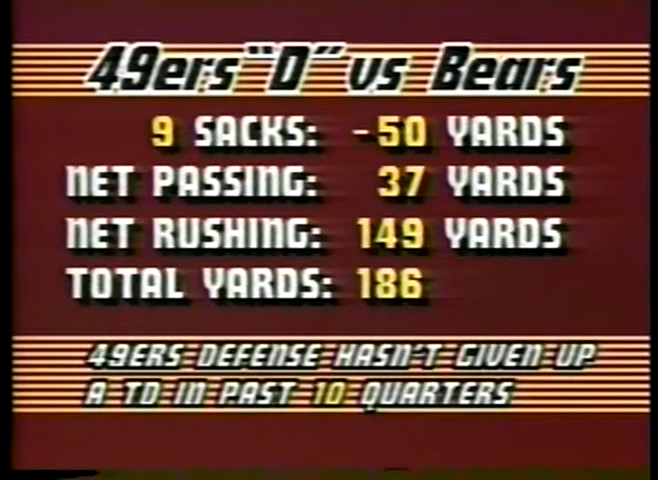 49ers "D" vs Bears
9 SACKS: -50 YARDS
NET PASSING: 37 YARDS
NET RUSHING: 149 YARDS
TOTAL YARDS: 186
49ERS DEFENSE HASN'T GIVEN UP
A TD IN PAST 10 QUARTERS